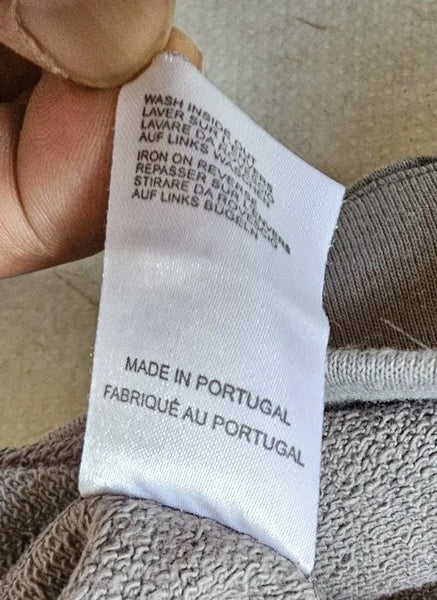 WASH INSIDE OUT
LAVER SUR L'ENVERS
LAVARE DA ROVESCIO
AUF LINKS WASCHEN
IRON ON REVERSE
REPASSER SUR L'ENVERS
STIRARE DA ROVESCIO
AUF LINKS BÜGELN
MADE IN PORTUGAL
FABRIQUÉ AU PORTUGAL